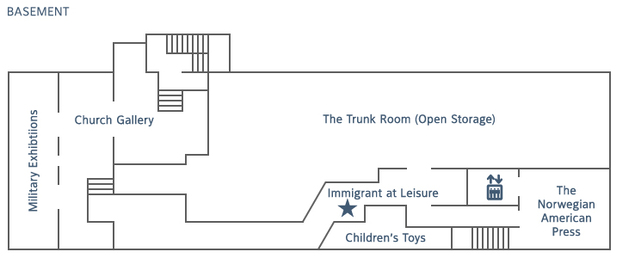 BASEMENT
Military Exhibtiions
Church Gallery
The Trunk Room (Open Storage)
Immigrant at Leisure
Children's Toys
The
Norwegian
American
Press